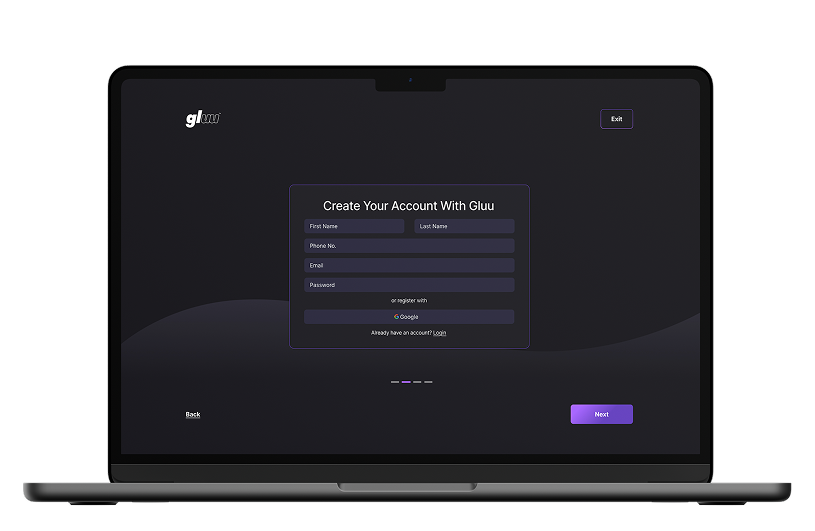 gluu
Exit
Create Your Account With Gluu
First Name
Last Name
Phone No.
Email
Password
or register with
G Google
Already have an account? Login
Back
Next